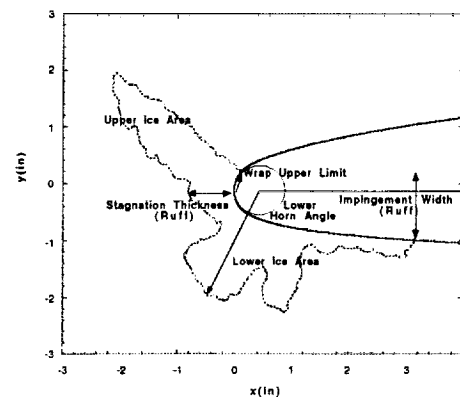 3
2
Upper Ice Area
1
Wrap Upper Limit
y(in)
0
Stagnation Thickness
(Ruff)
Lower
Horn Angle
Impingement Width
(Ruff)
-1
Lower Ice Area
-2
-3
-3 -2 -1 0 1 2 3
x(in)